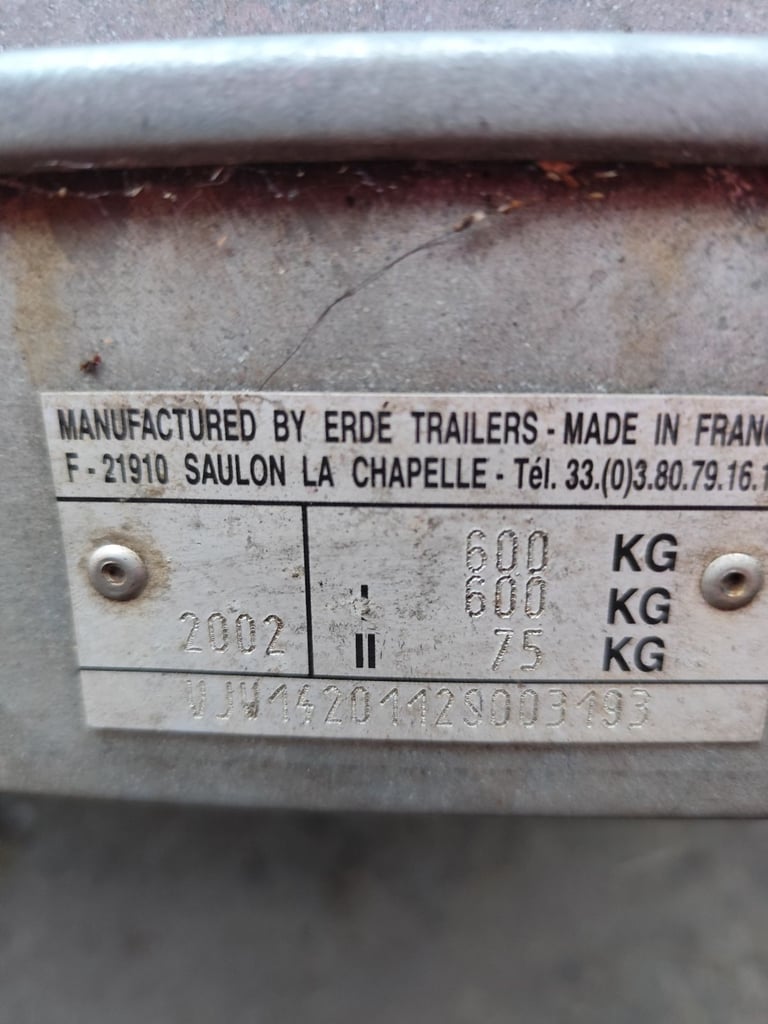 MANUFACTURED BY ERDÉ TRAILERS - MADE IN FRANC
F - 21910 SAULON LA CHAPELLE - Tél. 33.(0)3.80.79.16.1
600 KG
I 600 KG
2002 II 75 KG
VJW1420112S003193